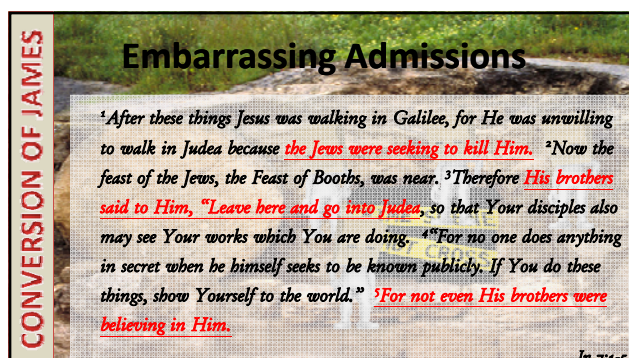 CONVERSION OF JAMES
Embarrassing Admissions
¹After these things Jesus was walking in Galilee, for He was unwilling
to walk in Judea because the Jews were seeking to kill Him. ²Now the
feast of the Jews, the Feast of Booths, was near. ³Therefore His brothers
said to Him, “Leave here and go into Judea, so that Your disciples also
may see Your works which You are doing. ⁴“For no one does anything
in secret when he himself seeks to be known publicly. If You do these
things, show Yourself to the world.” ⁵For not even His brothers were
believing in Him.